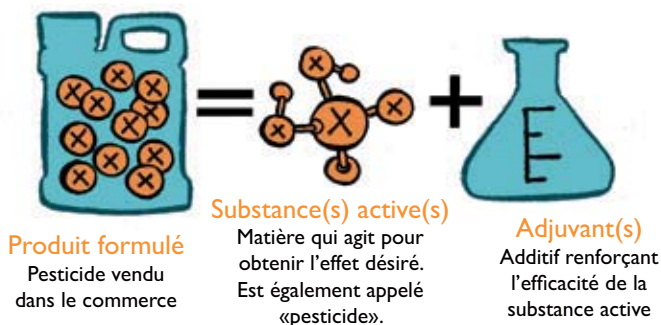 Produit formulé
Pesticide vendu
dans le commerce
Substance(s) active(s)
Matière qui agit pour
obtenir l’effet désiré.
Est également appelé
«pesticide».
Adjuvant(s)
Additif renforçant
l’efficacité de la
substance active